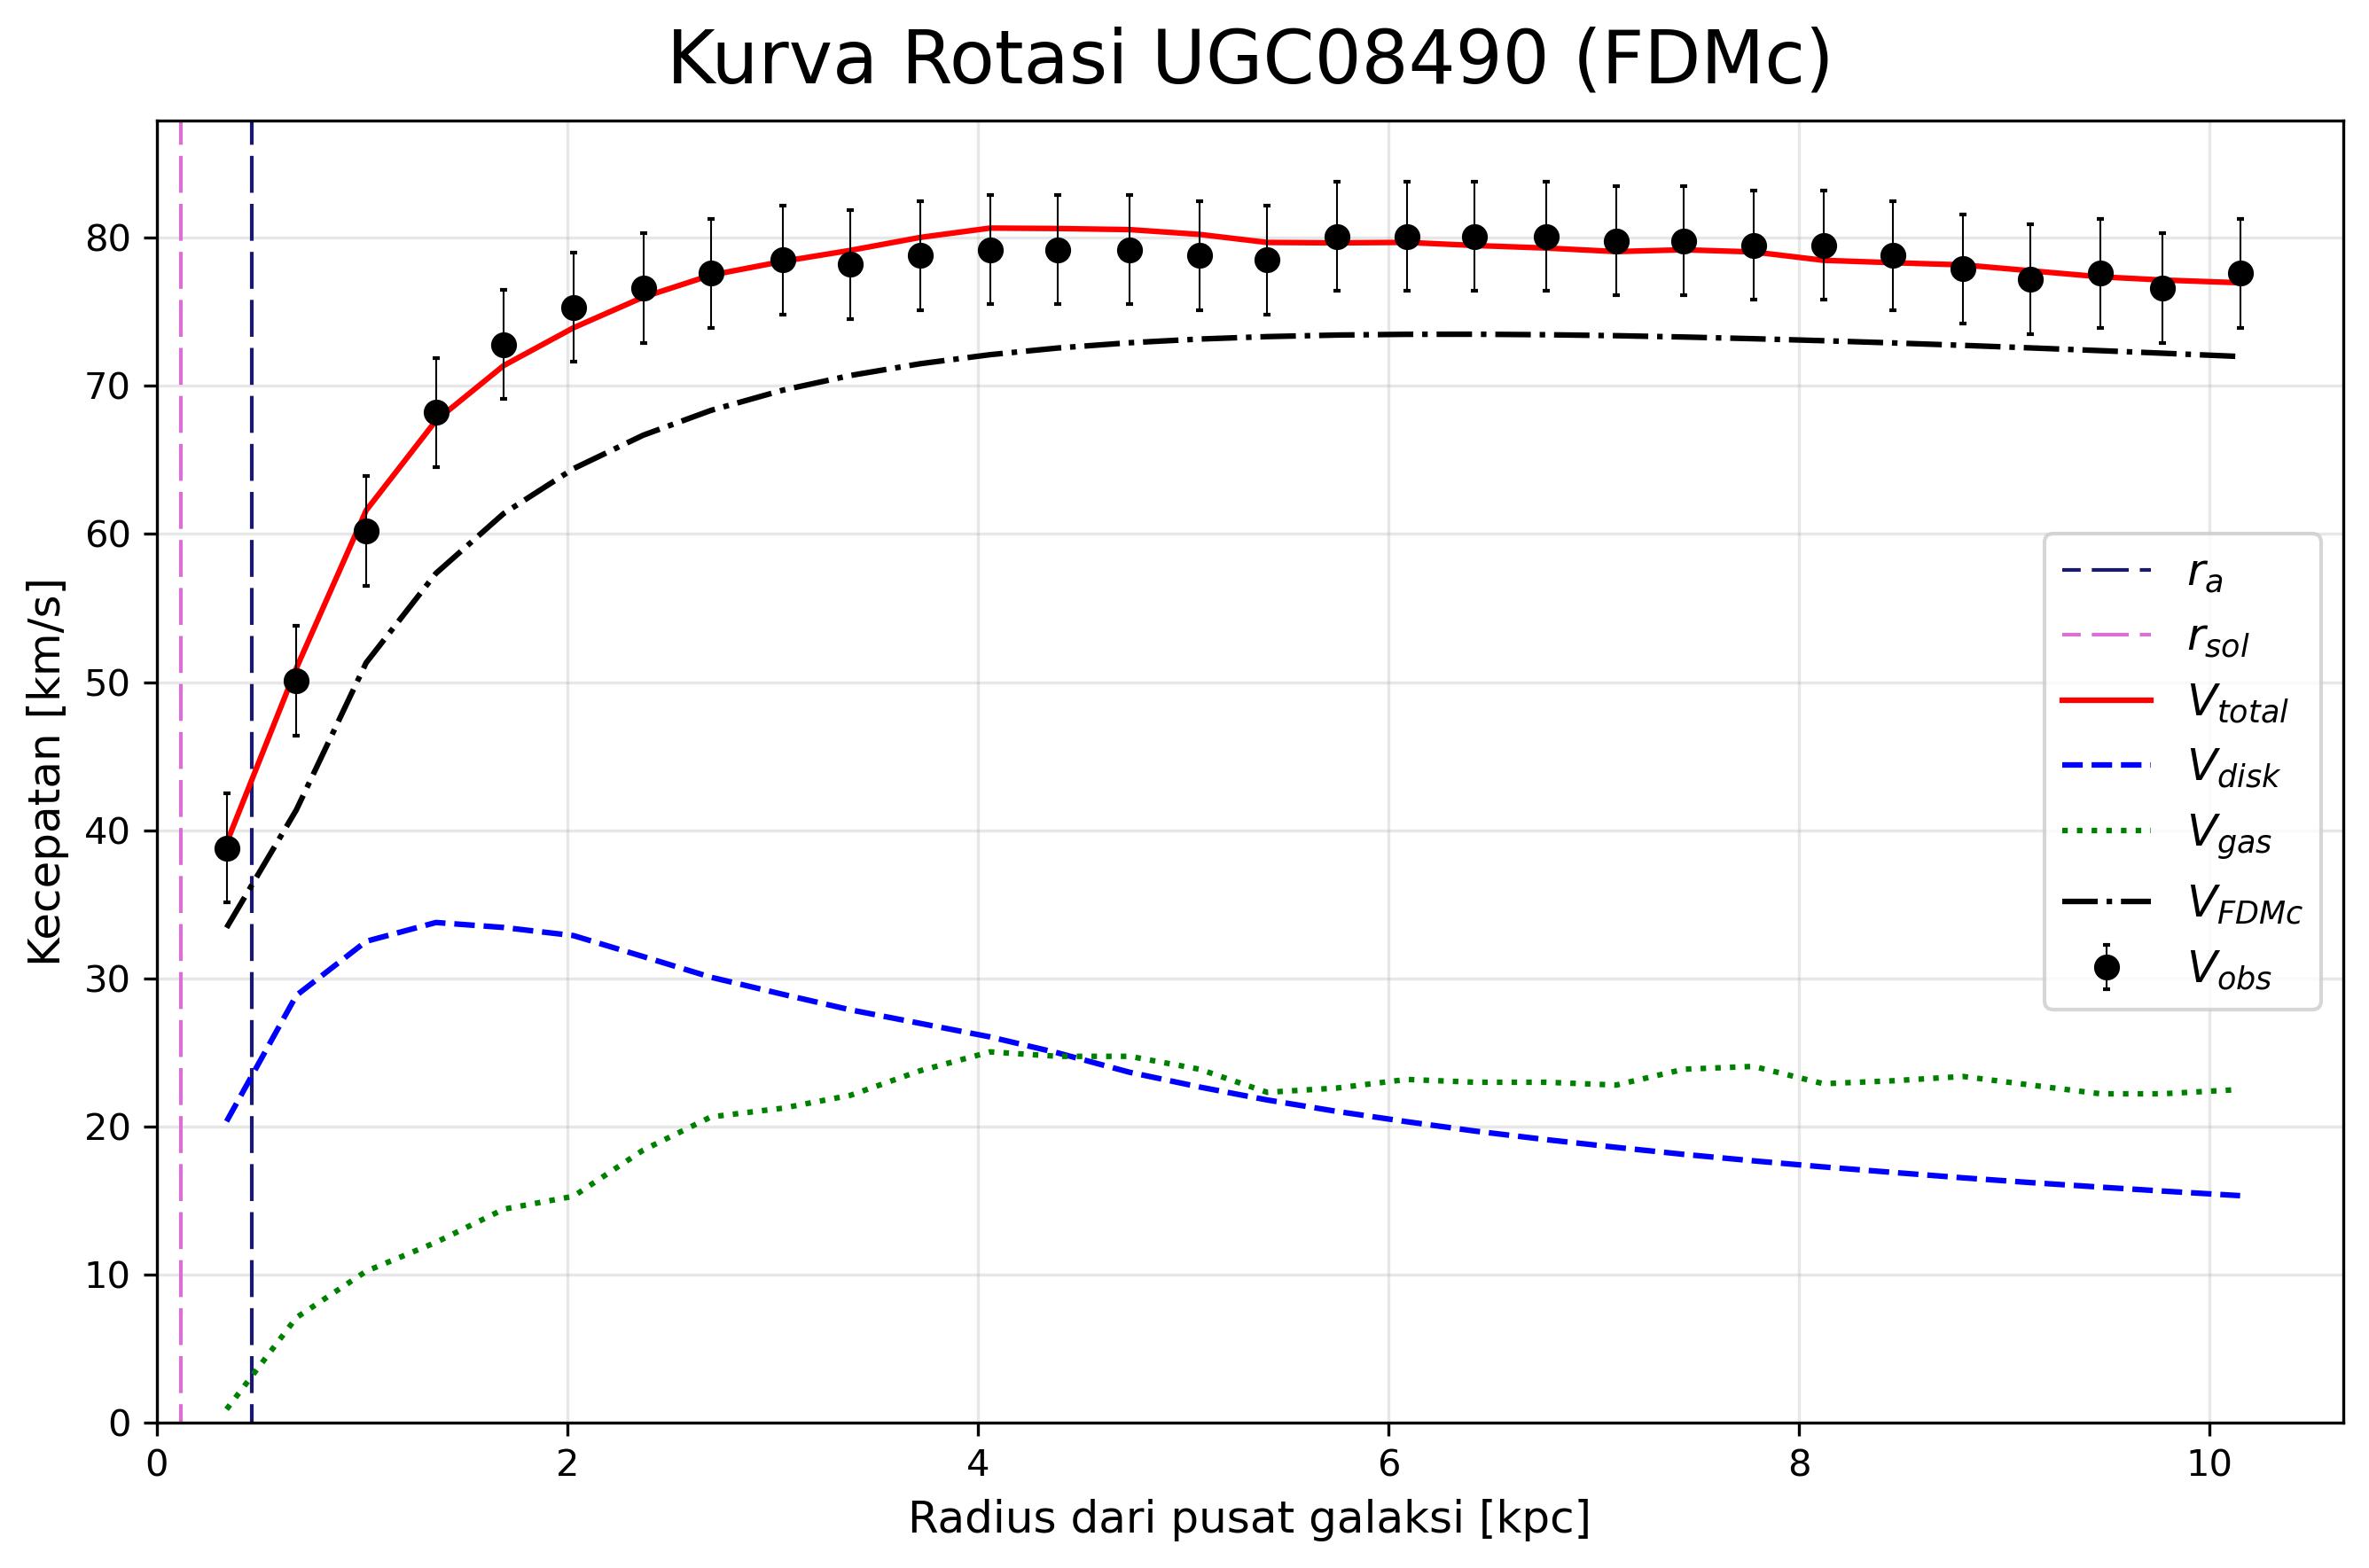 Kurva Rotasi UGC08490 (FDMc)
Kecepatan [km/s]
80
70
60
50
40
30
20
10
0
r_a
r_sol
V_total
V_disk
V_gas
V_FDMc
V_obs
0 2 4 6 8 10
Radius dari pusat galaksi [kpc]